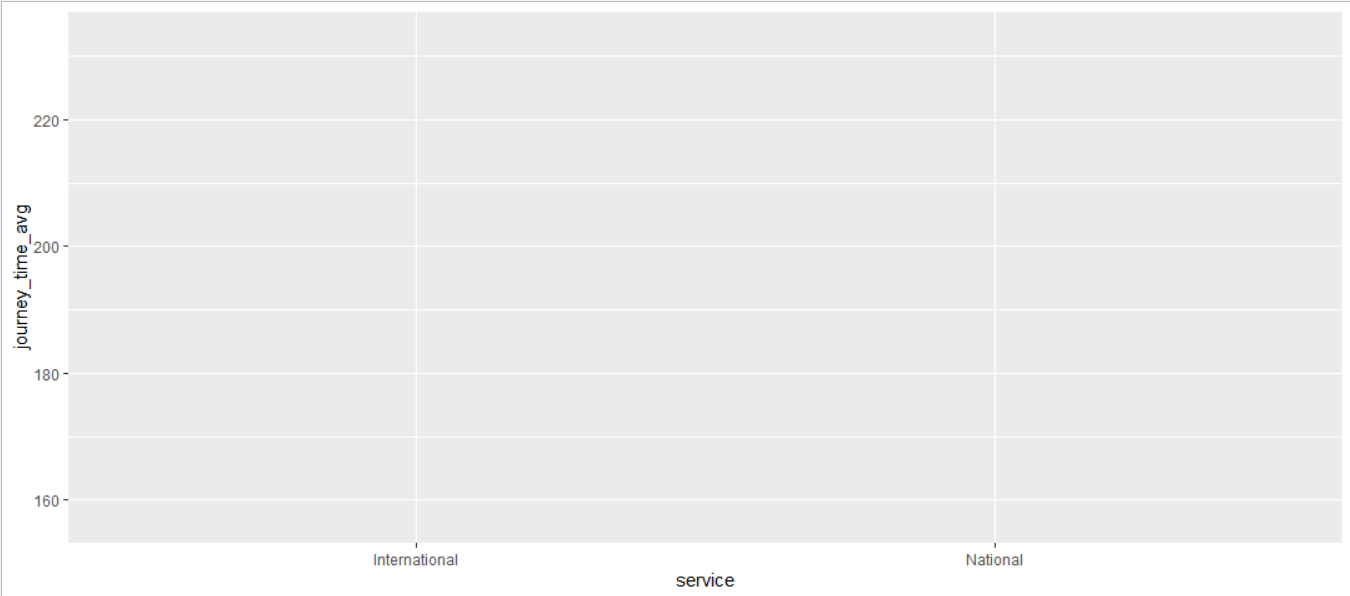 220
200
180
160
journey_time_avg
International
National
service